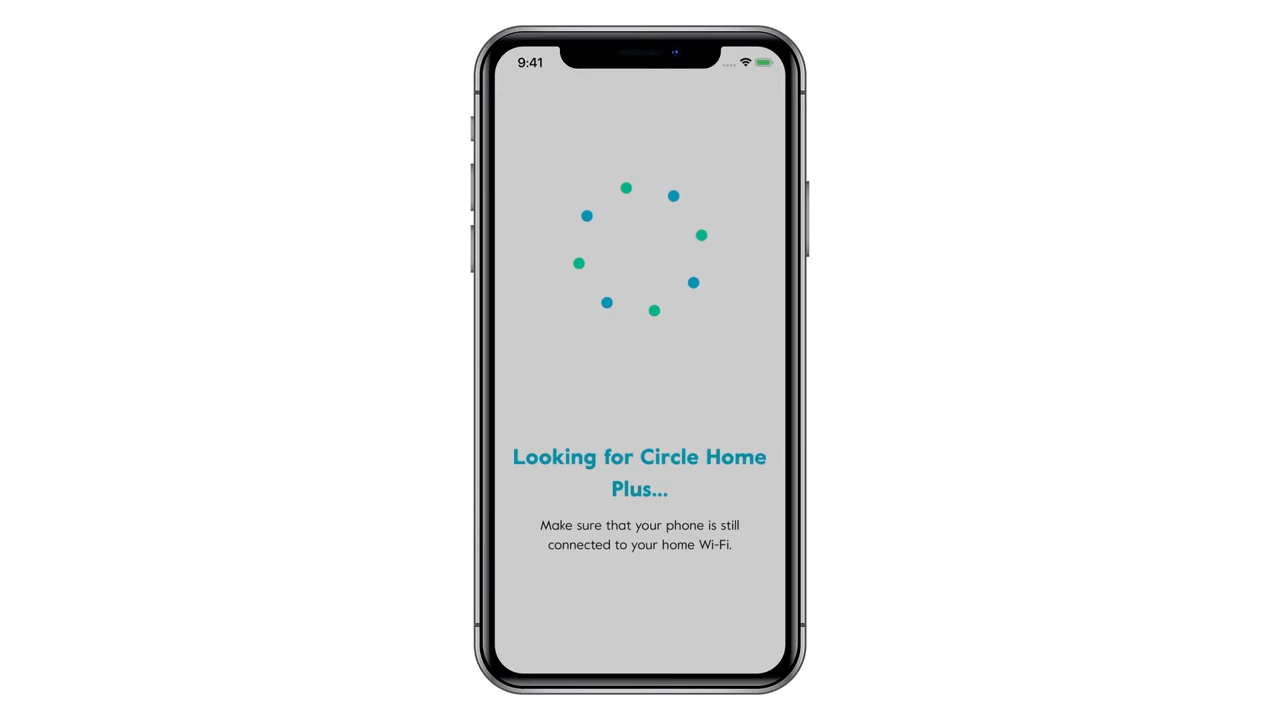 9:41
Looking for Circle Home
Plus...
Make sure that your phone is still
connected to your home Wi-Fi.